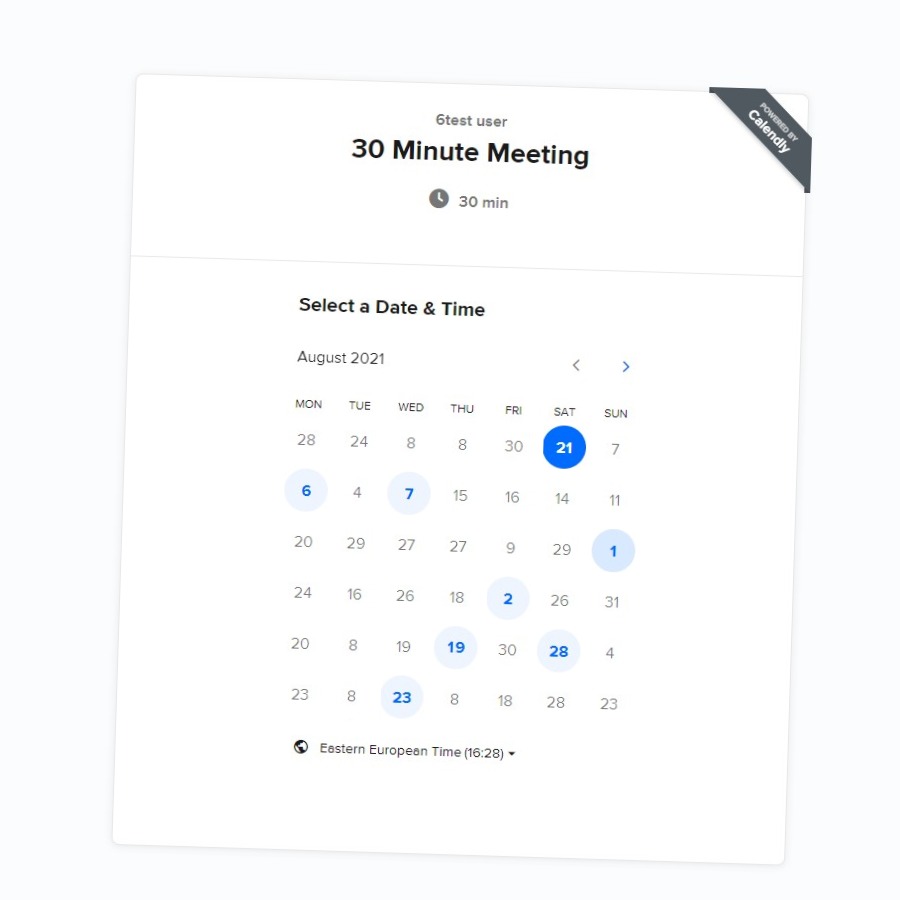 6test user
30 Minute Meeting
30 min
POWERED BY
Calendly
Select a Date & Time
August 2021
MON TUE WED THU FRI SAT SUN
28 24 8 8 30 21 7
6 4 7 15 16 14 11
20 29 27 27 9 29 1
24 16 26 18 2 26 31
20 8 19 19 30 28 4
23 8 23 8 18 28 23
Eastern European Time (16:28)